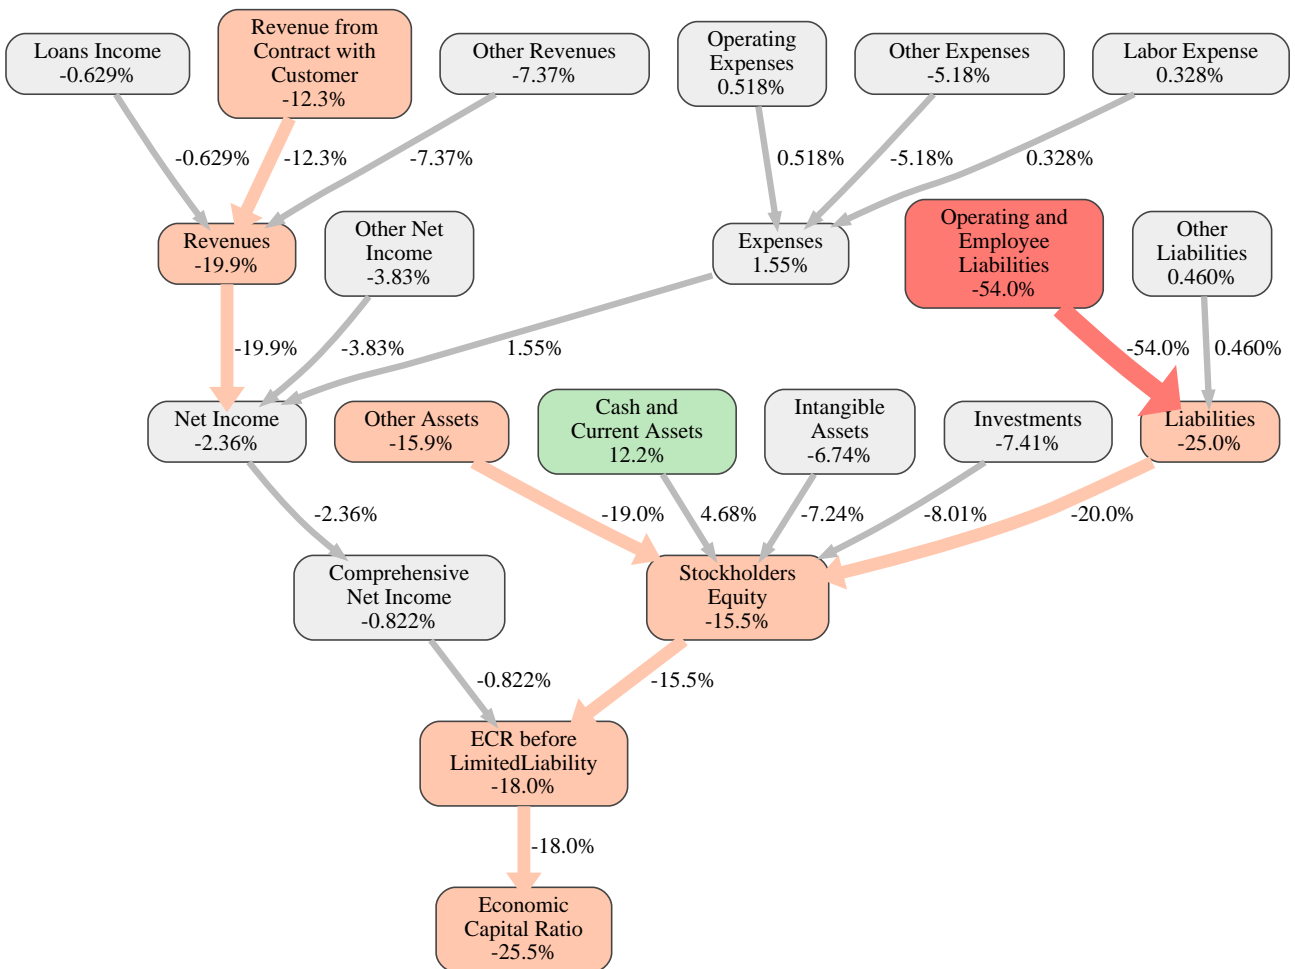 Loans Income
-0.629%
Revenue from
Contract with
Customer
-12.3%
Other Revenues
-7.37%
Operating
Expenses
0.518%
Other Expenses
-5.18%
Labor Expense
0.328%
-0.629%
-12.3%
-7.37%
0.518%
-5.18%
0.328%
Revenues
-19.9%
Other Net
Income
-3.83%
Expenses
1.55%
Operating and
Employee
Liabilities
-54.0%
Other
Liabilities
0.460%
-19.9%
-3.83%
1.55%
-54.0%
0.460%
Net Income
-2.36%
Other Assets
-15.9%
Cash and
Current Assets
12.2%
Intangible
Assets
-6.74%
Investments
-7.41%
Liabilities
-25.0%
-2.36%
-19.0%
4.68%
-7.24%
-8.01%
-20.0%
Comprehensive
Net Income
-0.822%
Stockholders
Equity
-15.5%
-0.822%
-15.5%
ECR before
LimitedLiability
-18.0%
-18.0%
Economic
Capital Ratio
-25.5%